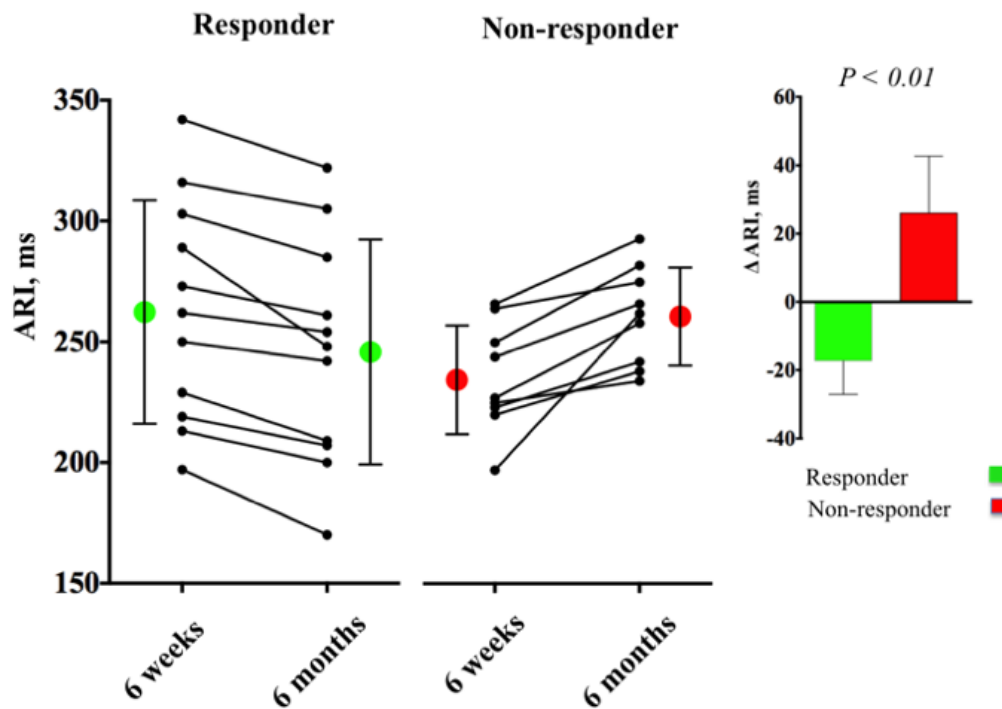 Responder
Non-responder
P < 0.01
350
300
250
200
150
ARI, ms
6 weeks
6 months
6 weeks
6 months
60
40
20
0
-20
-40
Δ ARI, ms
Responder
Non-responder